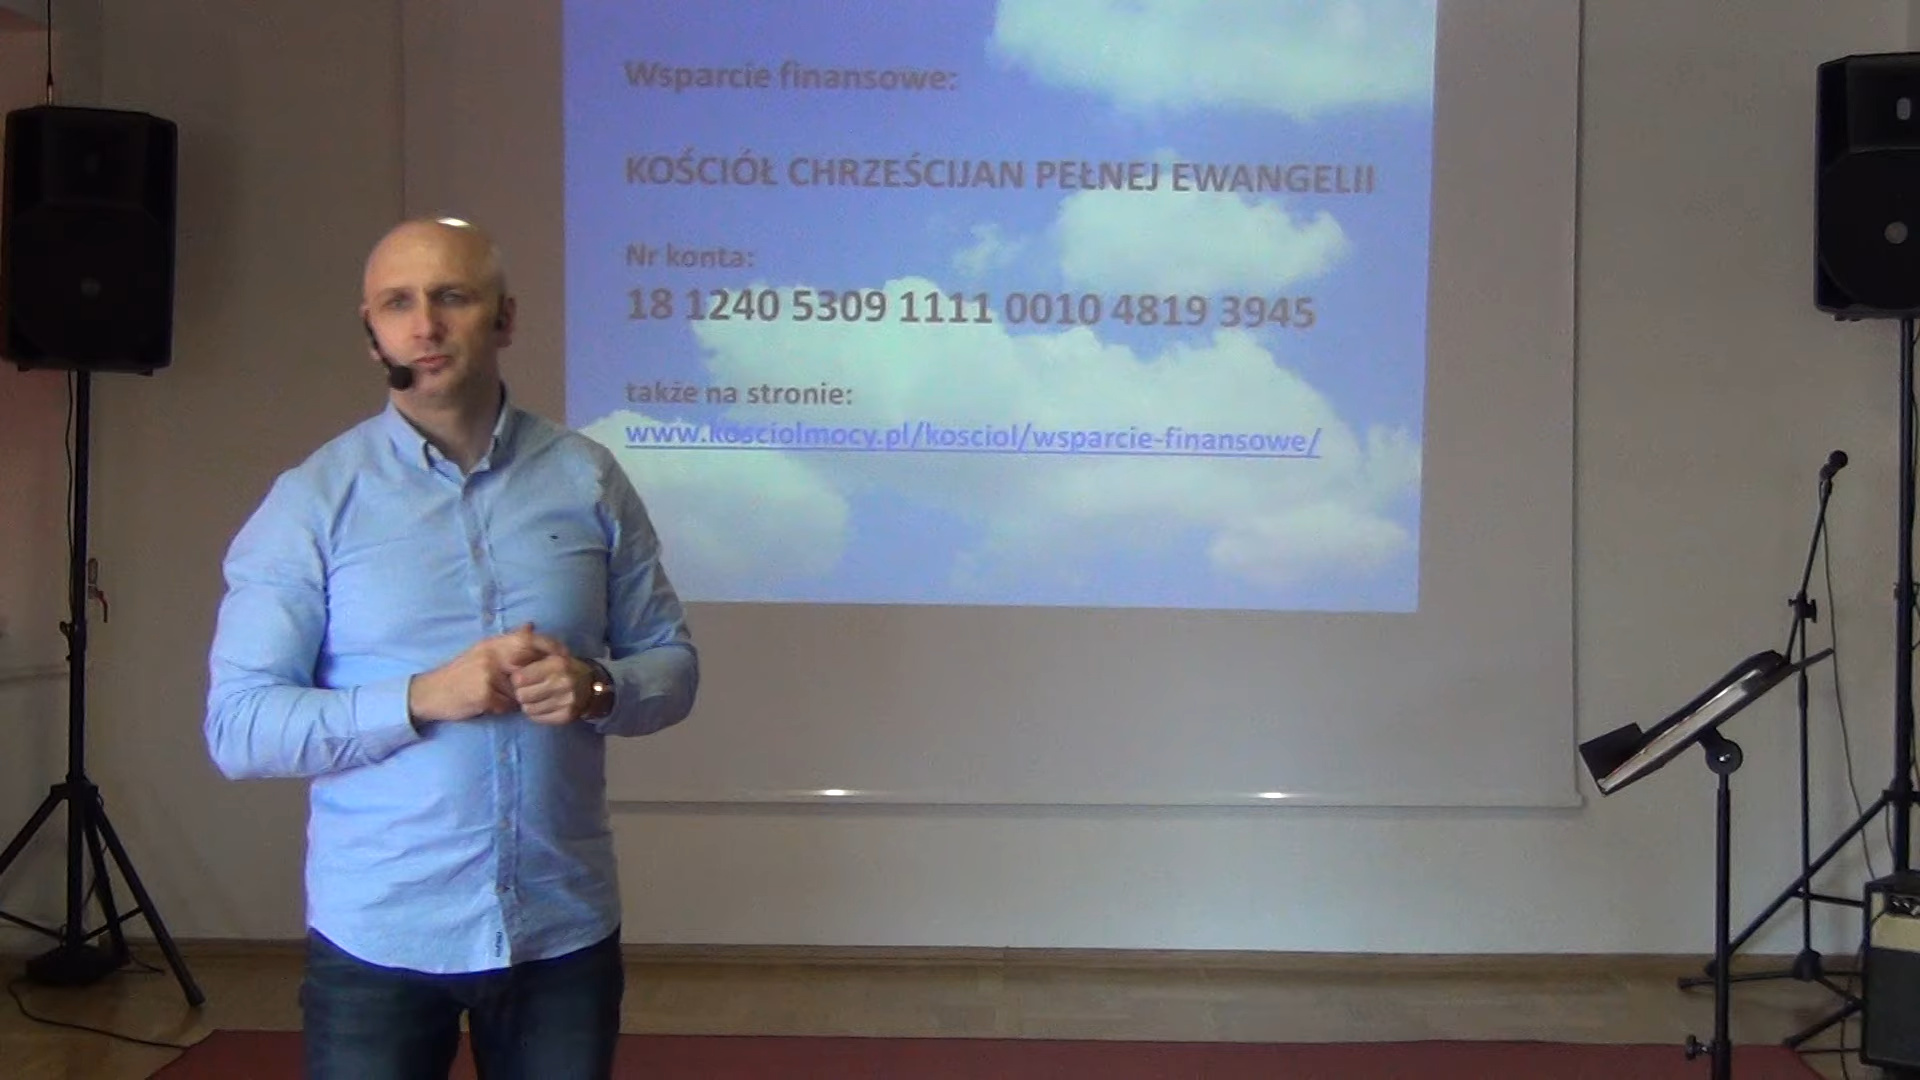 Wsparcie finansowe:
KOŚCIÓŁ CHRZEŚCIJAN PEŁNEJ EWANGELII
Nr konta:
18 1240 5309 1111 0010 4819 3945
także na stronie:
www.kosciolmocy.pl/kosciol/wsparcie-finansowe/